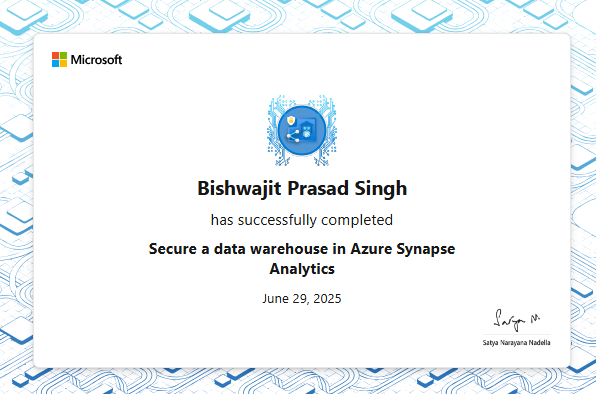 Microsoft
Bishwajit Prasad Singh
has successfully completed
Secure a data warehouse in Azure Synapse
Analytics
June 29, 2025
Satya N.
Satya Narayana Nadella